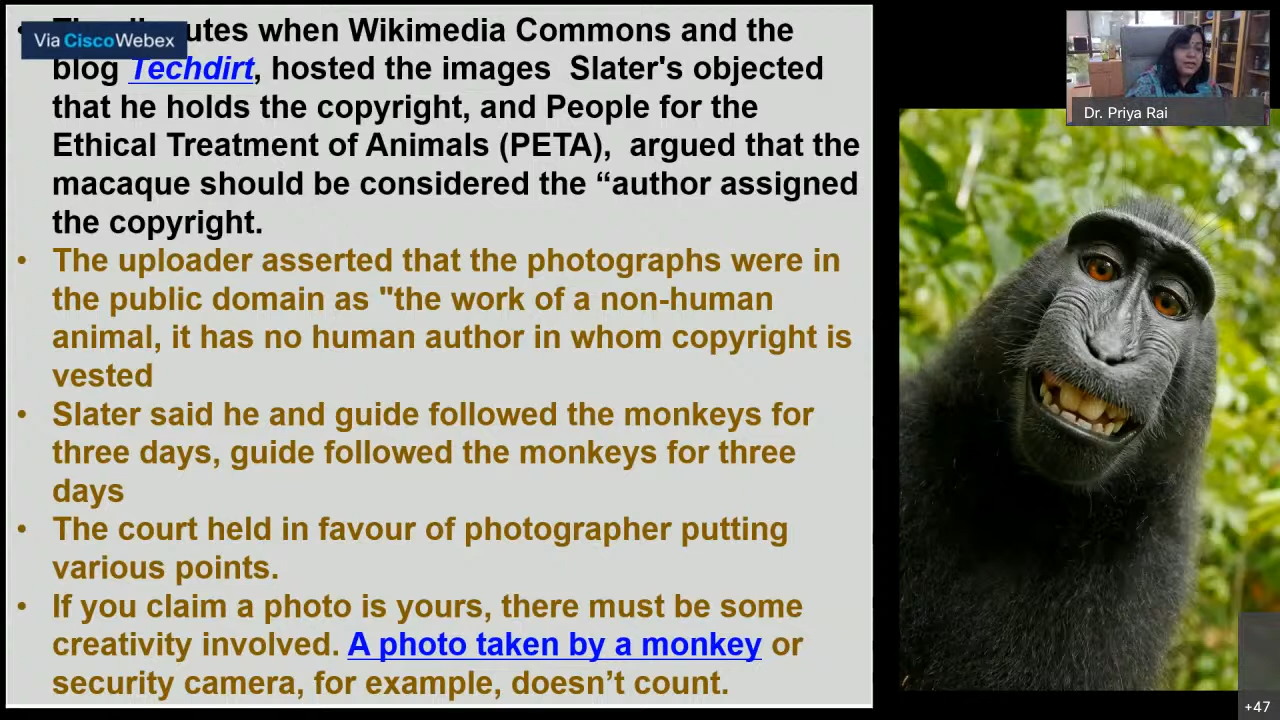 utes when Wikimedia Commons and the
Via Cisco Webex
blog Techdirt, hosted the images Slater's objected
that he holds the copyright, and People for the
Ethical Treatment of Animals (PETA), argued that the
macaque should be considered the “author assigned
the copyright.
• The uploader asserted that the photographs were in
the public domain as "the work of a non-human
animal, it has no human author in whom copyright is
vested
• Slater said he and guide followed the monkeys for
three days, guide followed the monkeys for three
days
• The court held in favour of photographer putting
various points.
• If you claim a photo is yours, there must be some
creativity involved. A photo taken by a monkey or
security camera, for example, doesn’t count.
Dr. Priya Rai
+47